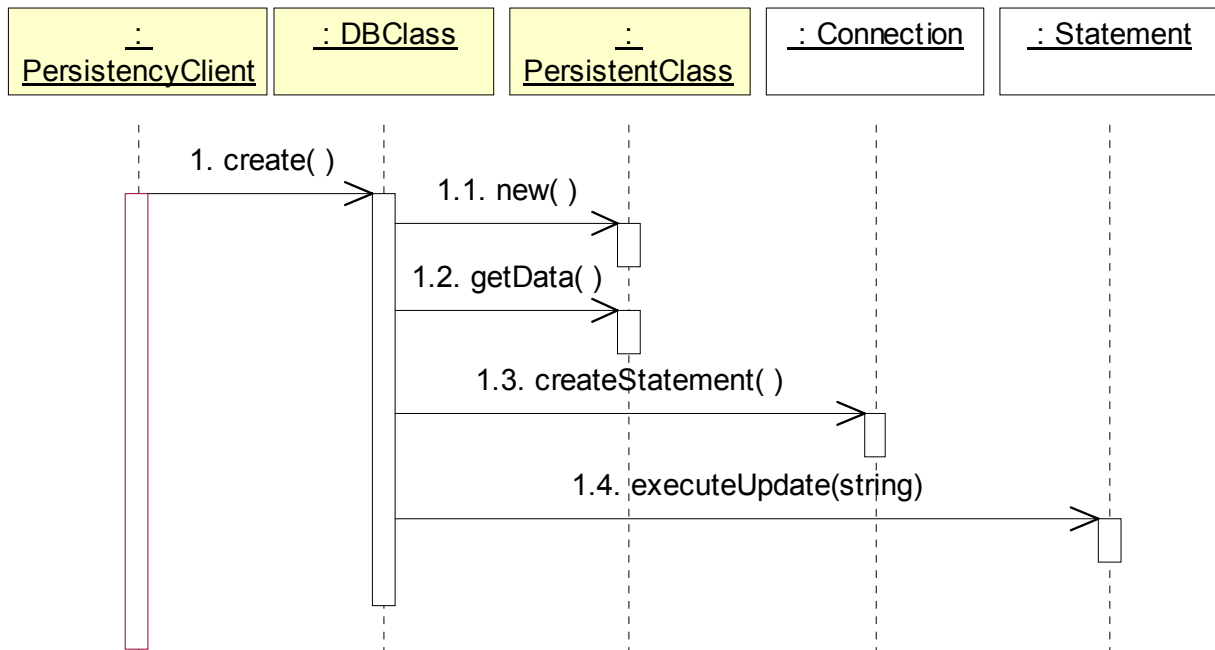 :
PersistencyClient
: DBClass
:
PersistentClass
: Connection
: Statement
1. create( )
1.1. new( )
1.2. getData( )
1.3. createStatement( )
1.4. executeUpdate(string)